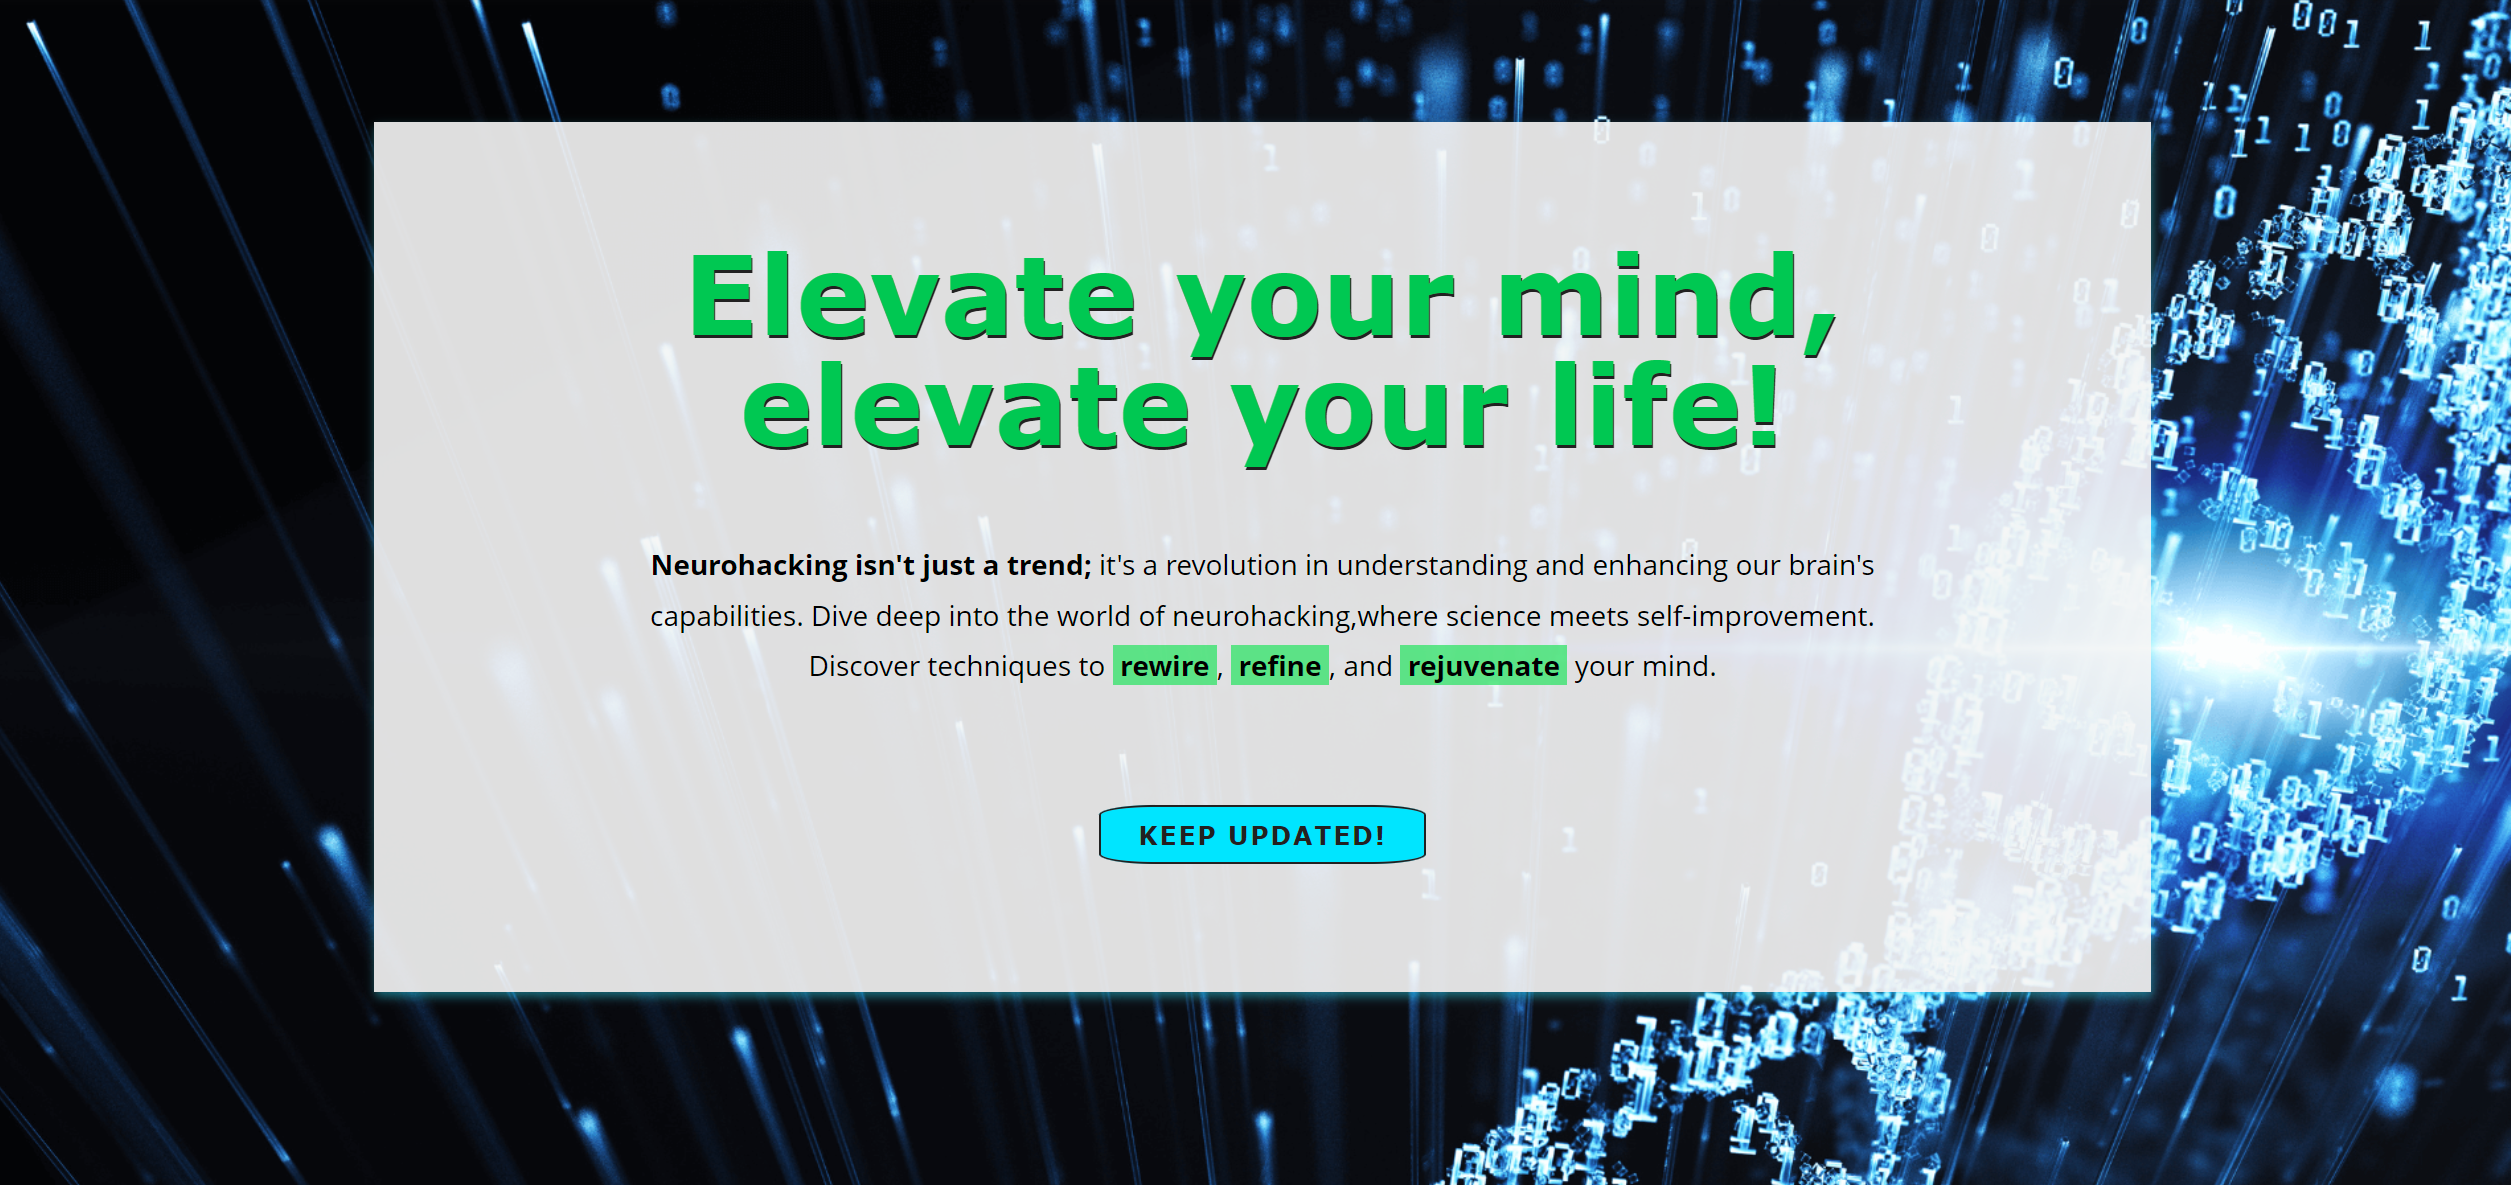 Elevate your mind,
elevate your life!
Neurohacking isn't just a trend; it's a revolution in understanding and enhancing our brain's
capabilities. Dive deep into the world of neurohacking,where science meets self-improvement.
Discover techniques to rewire, refine, and rejuvenate your mind.
KEEP UPDATED!